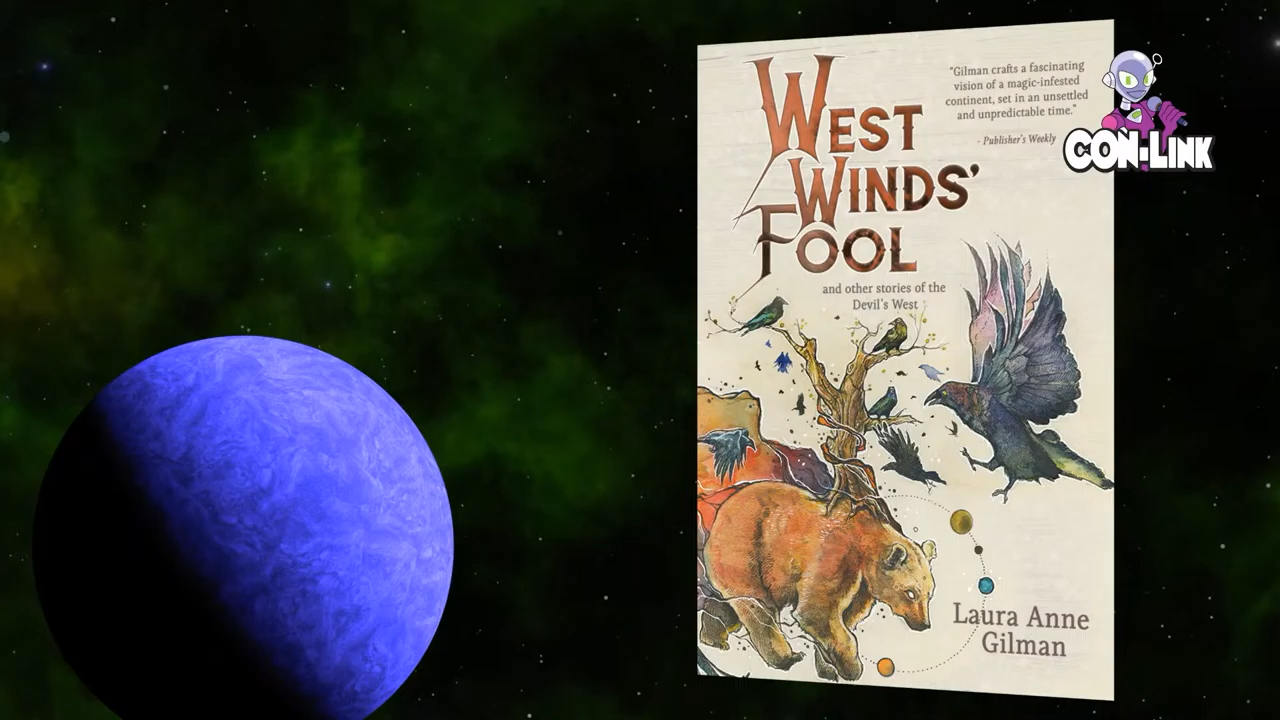 WEST
WINDS'
FOOL
"Gilman crafts a fascinating
vision of a magic-infested
continent, set in an unsettled
and unpredictable time."
- Publisher's Weekly
CON-LINK
and other stories of the
Devil's West
Laura Anne
Gilman